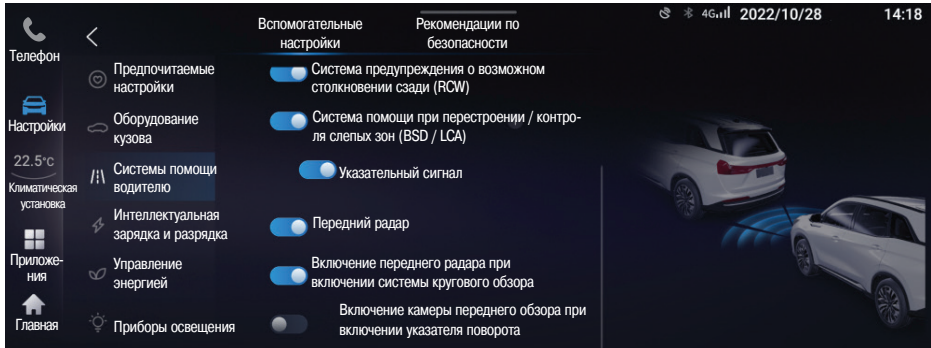 4G 2022/10/28 14:18
Телефон
Настройки
22.5°c
Климатическая
установка
Приложе-
ния
Главная
Предпочитаемые
настройки
Оборудование
кузова
Системы помощи
водителю
Интеллектуальная
зарядка и разрядка
Управление
энергией
Приборы освещения
Вспомогательные
настройки
Рекомендации по
безопасности
Система предупреждения о возможном
столкновении сзади (RCW)
Система помощи при перестроении / контро-
ля слепых зон (BSD / LCA)
Указательный сигнал
Передний радар
Включение переднего радара при
включении системы кругового обзора
Включение камеры переднего обзора при
включении указателя поворота